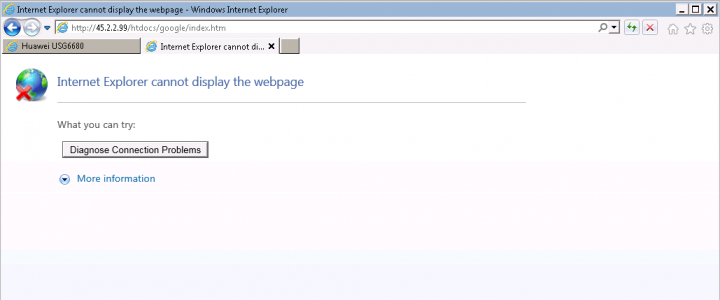 Internet Explorer cannot display the webpage - Windows Internet Explorer
http://45.2.2.99/htdocs/google/index.htm
Huawei USG6680
Internet Explorer cannot di...
Internet Explorer cannot display the webpage
What you can try:
Diagnose Connection Problems
More information